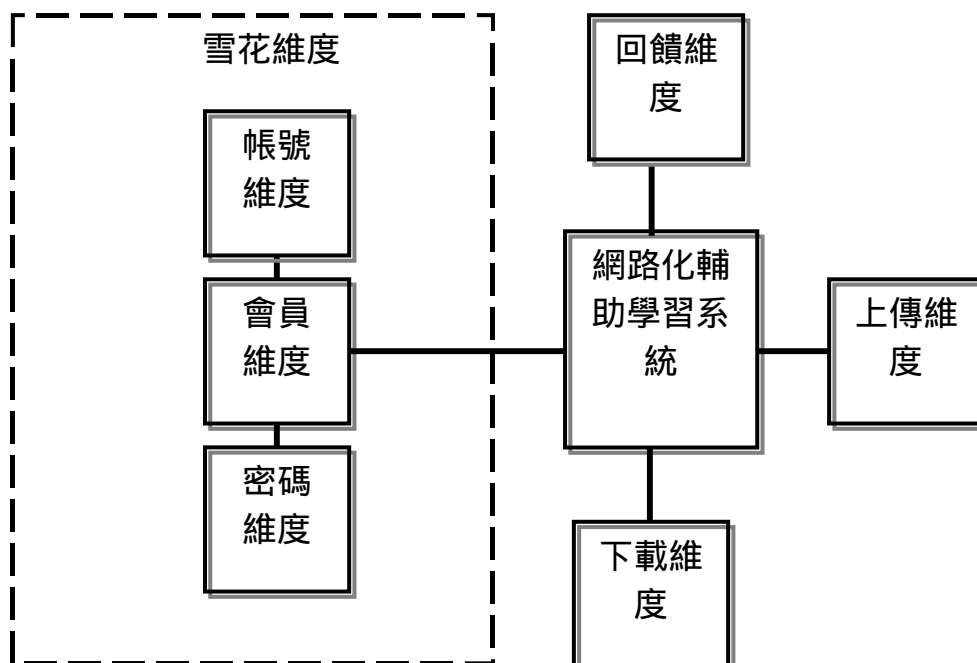 雪花維度
帳號
維度
會員
維度
密碼
維度
回饋維
度
網路化輔
助學習系
統
上傳維
度
下載維
度